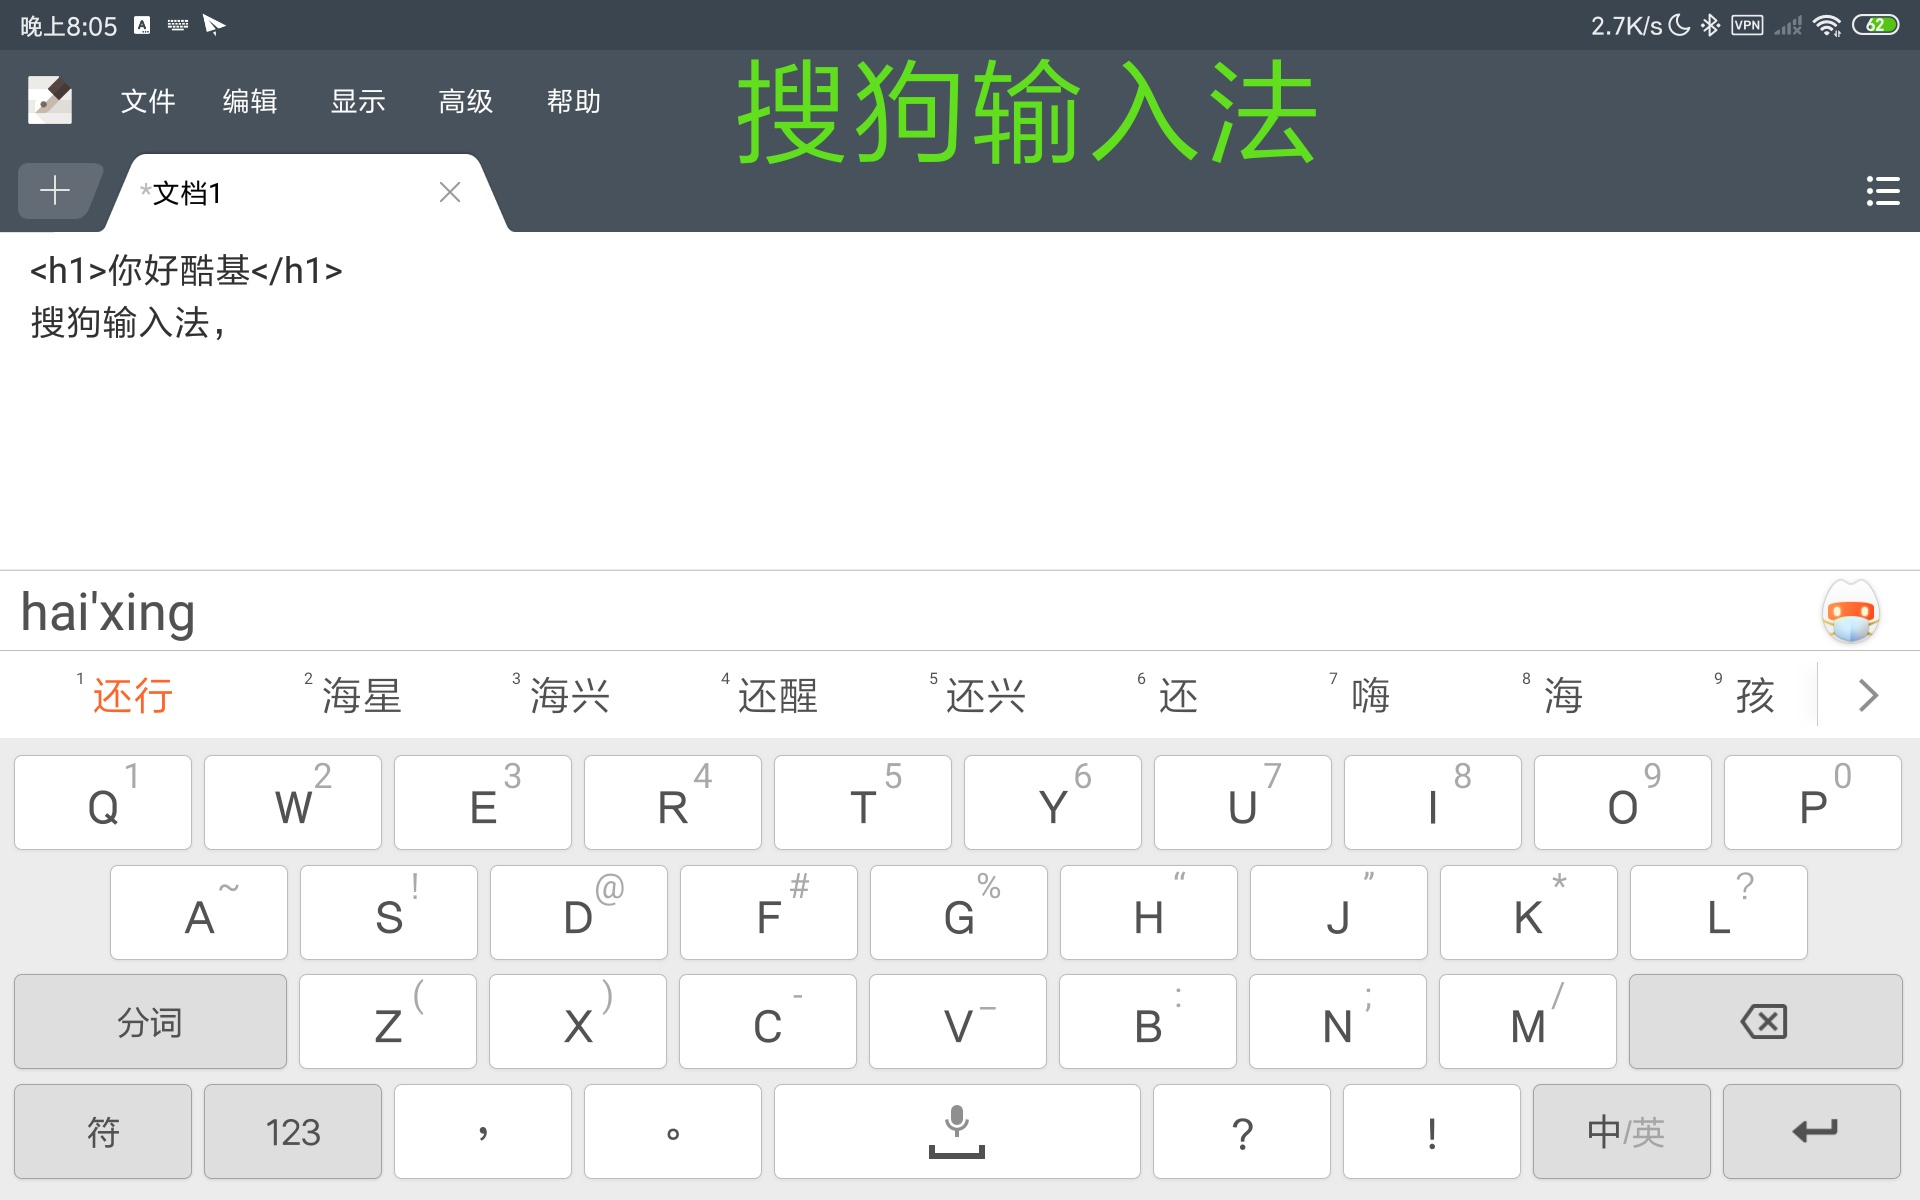 晚上8:05 A 2.7K/s VPN 62
文件 编辑 显示 高级 帮助
搜狗输入法
*文档1
<h1>你好酷基</h1>
搜狗输入法，
hai'xing
1 还行 2 海星 3 海兴 4 还醒 5 还兴 6 还 7 嗨 8 海 9 孩
Q 1 W 2 E 3 R 4 T 5 Y 6 U 7 I 8 O 9 P 0
A ~ S ! D @ F # G % H “ J ” K * L ?
分词 Z ( X ) C - V _ B : N ; M /
符 123 ， 。 ? ! 中/英